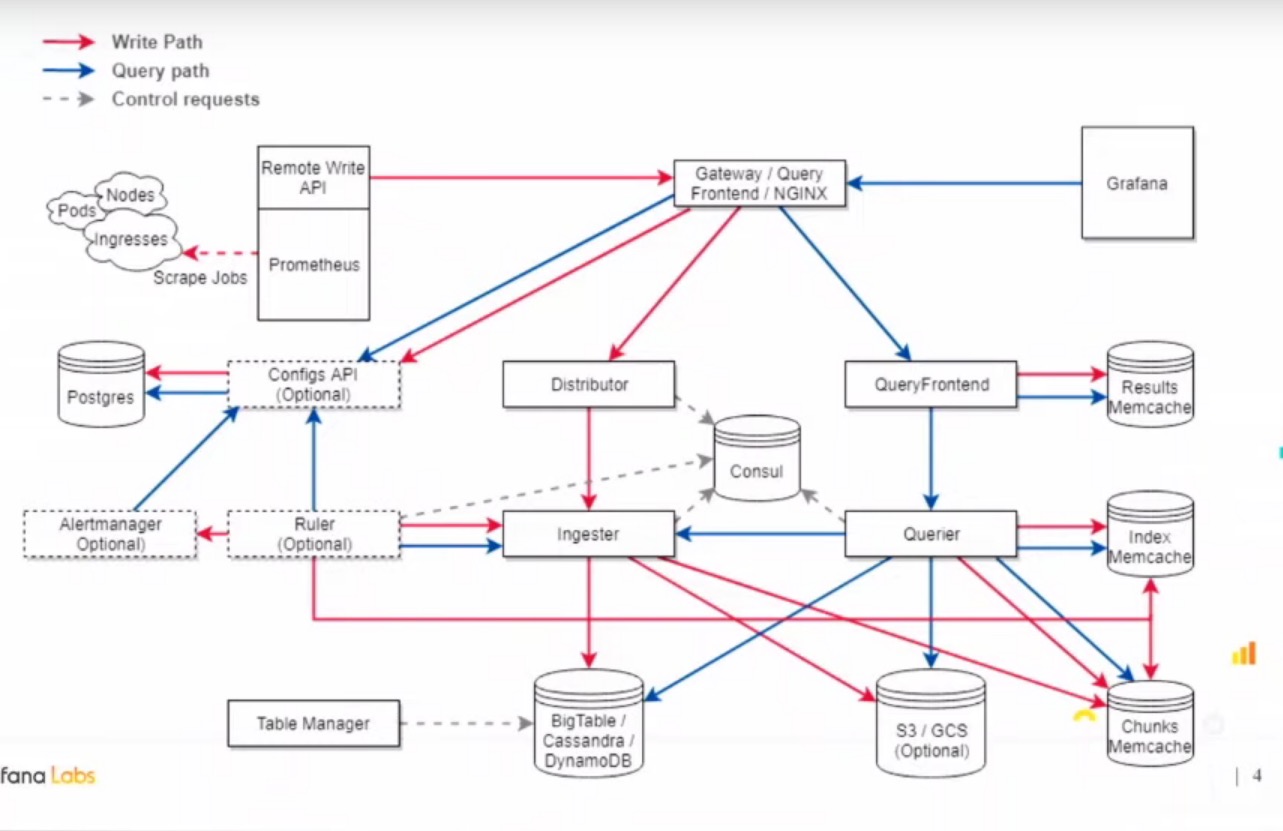 Write Path
Query path
Control requests
Remote Write
API
Gateway / Query
Frontend / NGINX
Grafana
Nodes
Pods
Ingresses
Prometheus
Scrape Jobs
Postgres
Configs API
(Optional)
Distributor
QueryFrontend
Results
Memcache
Consul
Alertmanager
Optional)
Ruler
(Optional)
Ingester
Querier
Index
Memcache
Table Manager
BigTable /
Cassandra /
DynamoDB
S3 / GCS
(Optional)
Chunks
Memcache
fana Labs
| 4